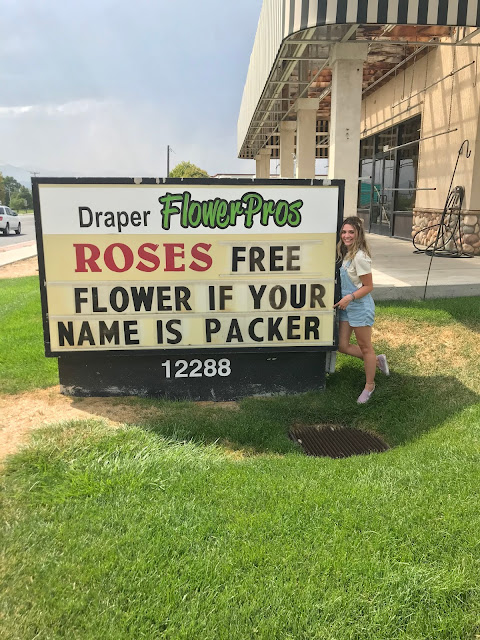 Draper FlowerPros
ROSES FREE
FLOWER IF YOUR
NAME IS PACKER
12288